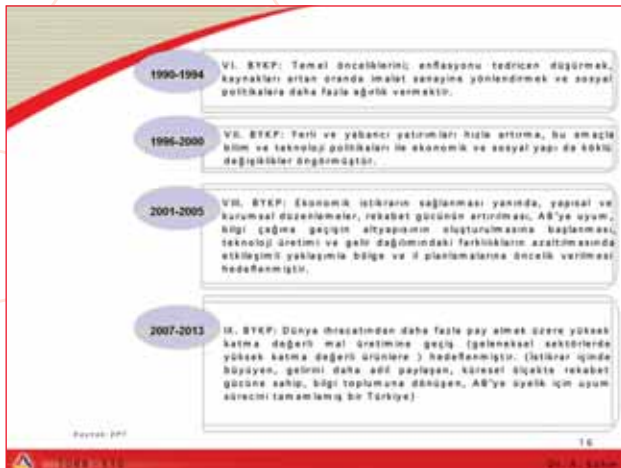 1990-1994
VI. BYKP: Temel önceliklerini; enflasyonu tedricen düşürmek,
kaynakları artan oranda imalat sanayine yönlendirmek ve sosyal
politikalara daha fazla ağırlık vermektir.
1996-2000
VII. BYKP: Yerli ve yabancı yatırımları hızla artırma, bu amaçla
bilim ve teknoloji politikaları ile ekonomik ve sosyal yapı da köklü
değişiklikler öngörmüştür.
2001-2005
VIII. BYKP: Ekonomik istikrarın sağlanması yanında, yapısal ve
kurumsal düzenlemeler, rekabet gücünün artırılması, AB'ye uyum,
bilgi çağına geçişin altyapısının oluşturulmasına başlanması,
teknoloji üretimi ve gelir dağılımındaki farklılıkların azaltılmasında
etkileşimli yaklaşımla bölge ve il planlamalarına öncelik verilmesi
hedeflenmiştir.
2007-2013
IX. BYKP: Dünya ihracatından daha fazla pay almak üzere yüksek
katma değerli mal üretimine geçiş (geleneksel sektörlerde
yüksek katma değerli ürünlere ) hedeflenmiştir. (İstikrar içinde
büyüyen, gelirini daha adil paylaşan, küresel ölçekte rekabet
gücüne sahip, bilgi toplumuna dönüşen, AB'ye üyelik için uyum
sürecini tamamlamış bir Türkiye)
Kaynak: DPT
16